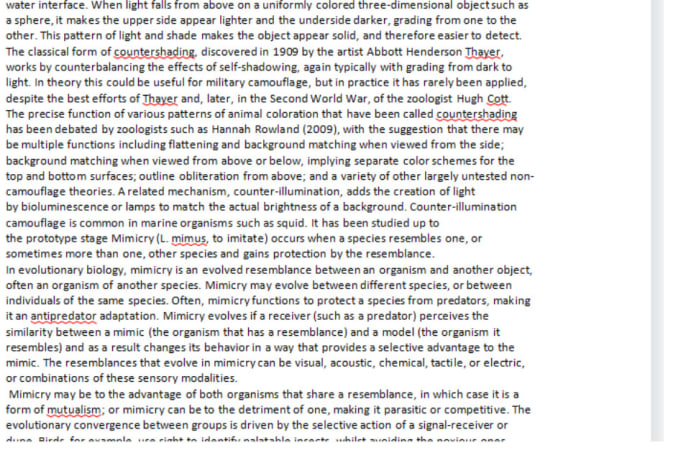 water interface. When light falls from above on a uniformly colored three-dimensional object such as
a sphere, it makes the upper side appear lighter and the underside darker, grading from one to the
other. This pattern of light and shade makes the object appear solid, and therefore easier to detect.
The classical form of countershading, discovered in 1909 by the artist Abbott Henderson Thayer,
works by counterbalancing the effects of self-shadowing, again typically with grading from dark to
light. In theory this could be useful for military camouflage, but in practice it has rarely been applied,
despite the best efforts of Thayer and, later, in the Second World War, of the zoologist Hugh Cott.
The precise function of various patterns of animal coloration that have been called countershading
has been debated by zoologists such as Hannah Rowland (2009), with the suggestion that there may
be multiple functions including flattening and background matching when viewed from the side;
background matching when viewed from above or below, implying separate color schemes for the
top and bottom surfaces; outline obliteration from above; and a variety of other largely untested non-
camouflage theories. A related mechanism, counter-illumination, adds the creation of light
by bioluminescence or lamps to match the actual brightness of a background. Counter-illumination
camouflage is common in marine organisms such as squid. It has been studied up to
the prototype stage Mimicry (L. mimus, to imitate) occurs when a species resembles one, or
sometimes more than one, other species and gains protection by the resemblance.
In evolutionary biology, mimicry is an evolved resemblance between an organism and another object,
often an organism of another species. Mimicry may evolve between different species, or between
individuals of the same species. Often, mimicry functions to protect a species from predators, making
it an antipredator adaptation. Mimicry evolves if a receiver (such as a predator) perceives the
similarity between a mimic (the organism that has a resemblance) and a model (the organism it
resembles) and as a result changes its behavior in a way that provides a selective advantage to the
mimic. The resemblances that evolve in mimicry can be visual, acoustic, chemical, tactile, or electric,
or combinations of these sensory modalities.
Mimicry may be to the advantage of both organisms that share a resemblance, in which case it is a
form of mutualism; or mimicry can be to the detriment of one, making it parasitic or competitive. The
evolutionary convergence between groups is driven by the selective action of a signal-receiver or
dupe. Birds, for example, use sight to identify palatable insects, whilst avoiding the noxious ones.